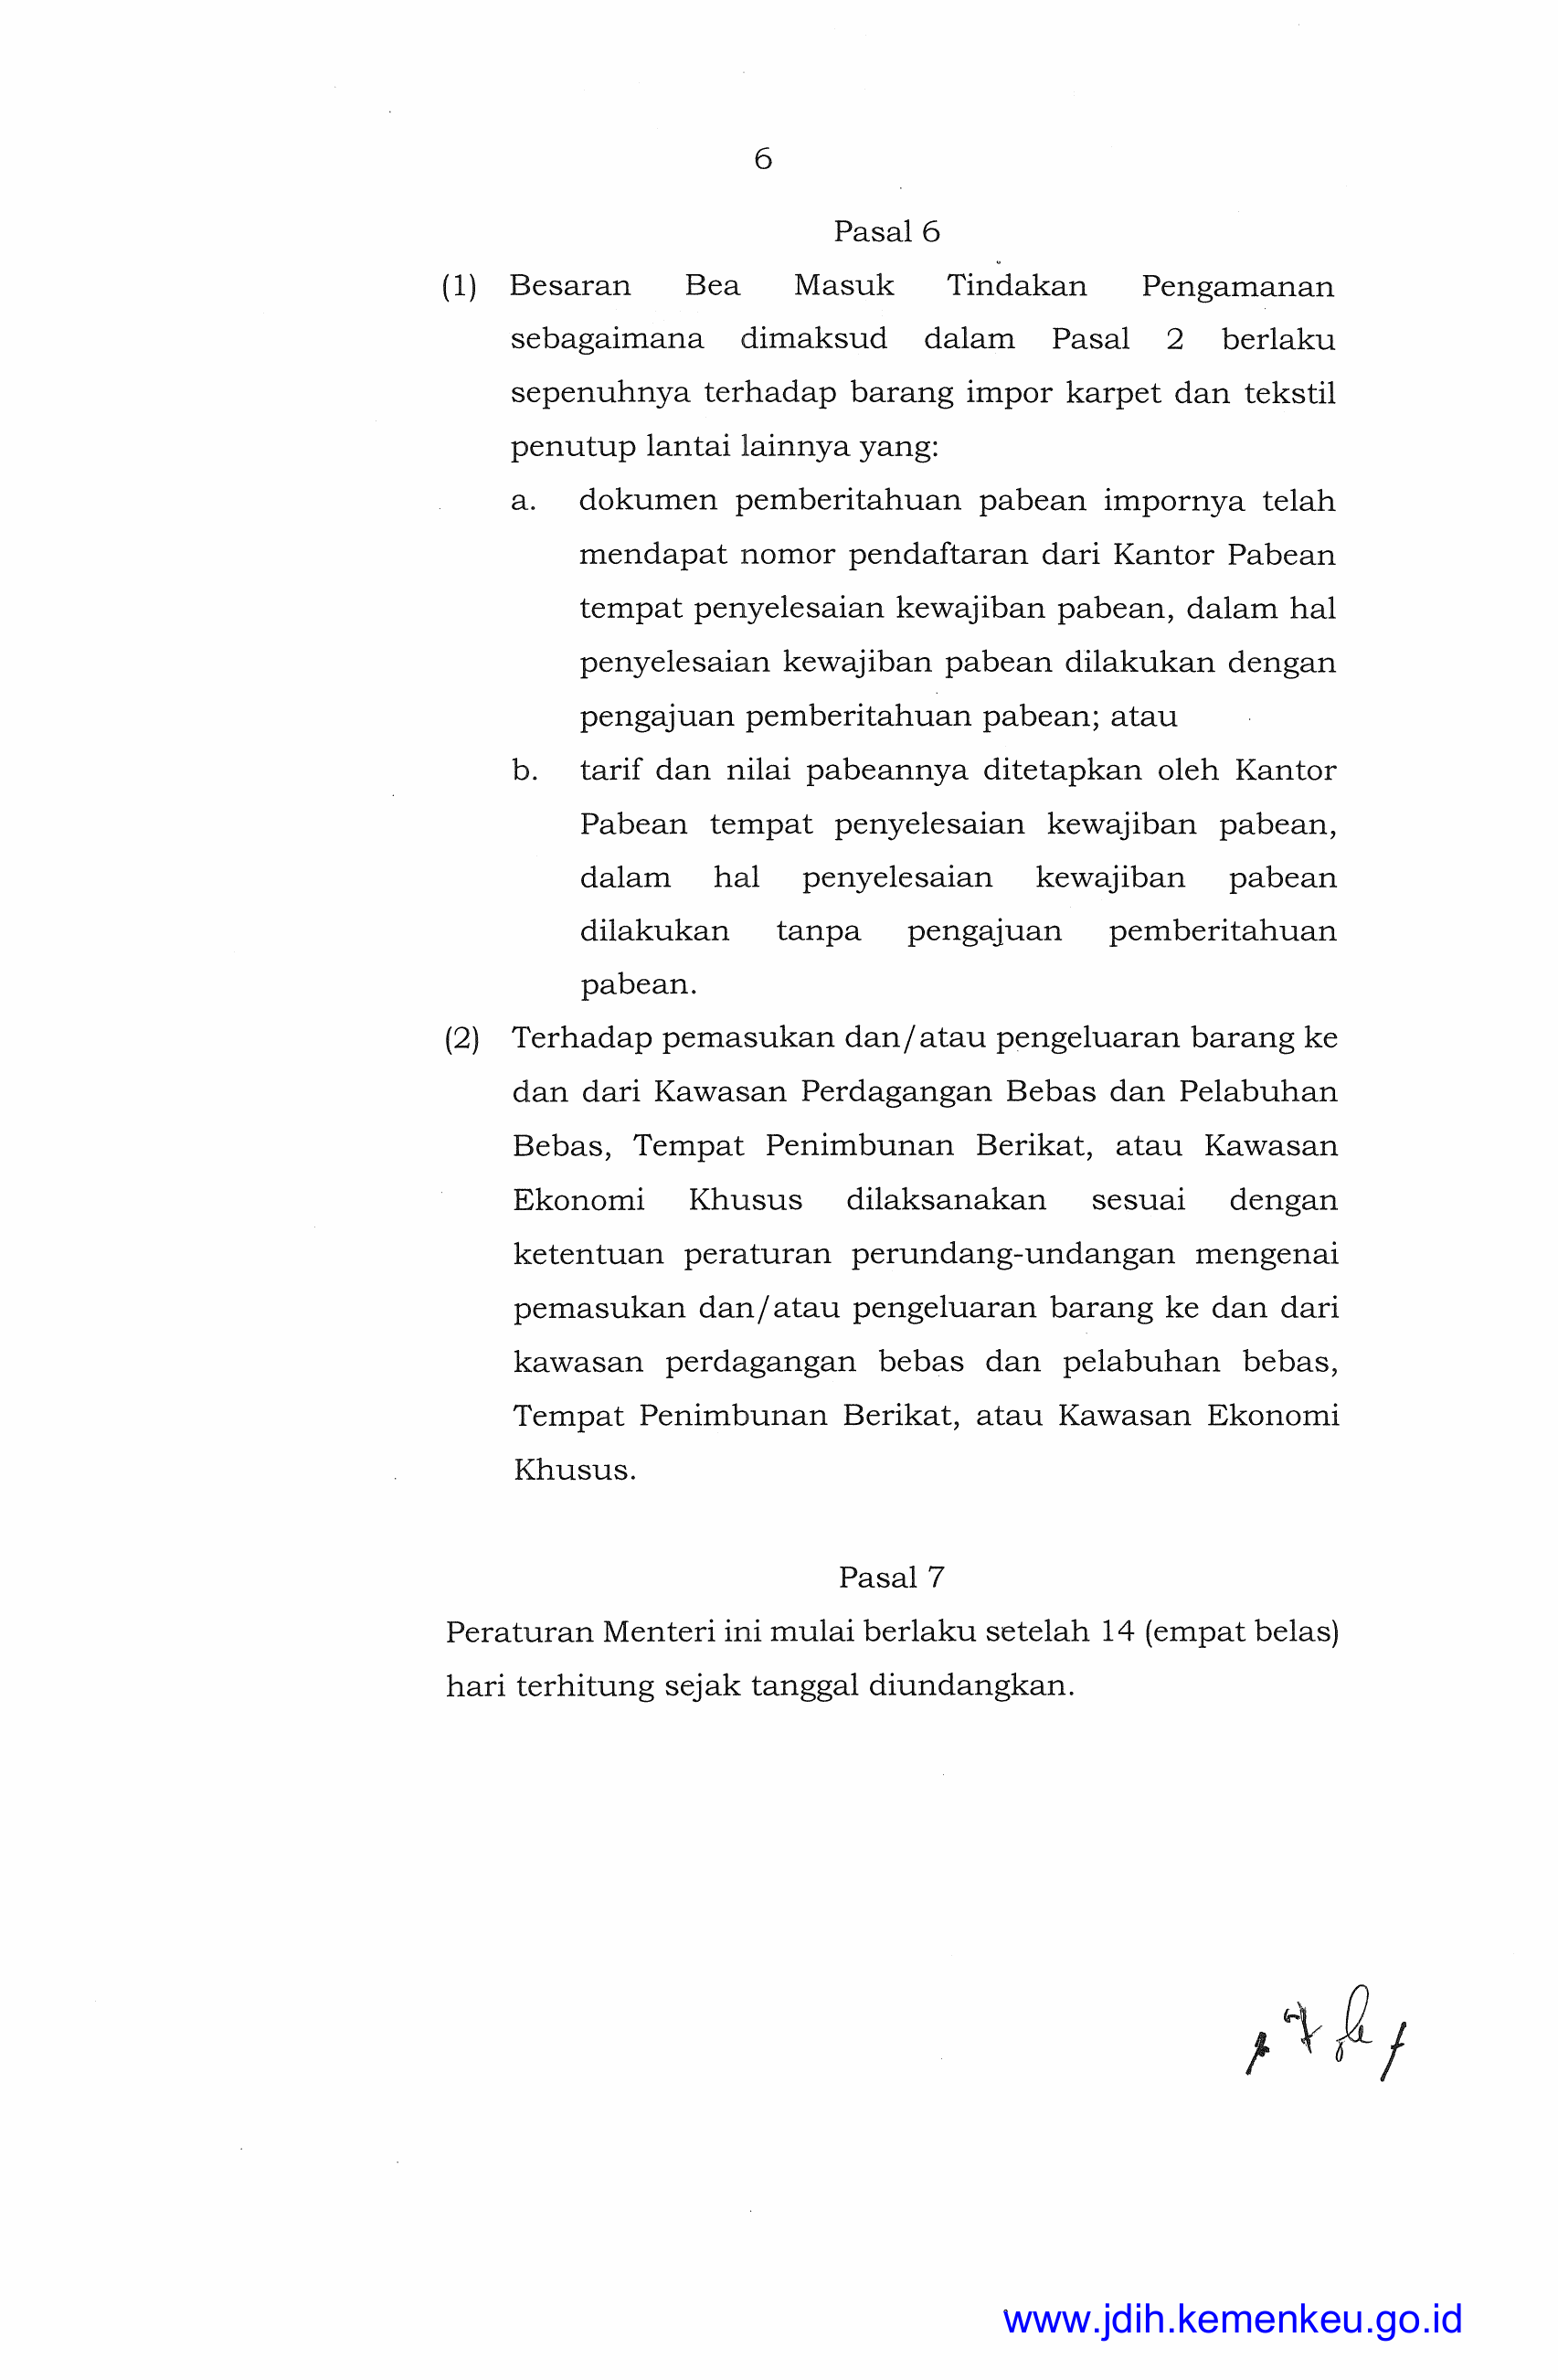 6
Pasal 6
(1) Besaran Bea Masuk Tindakan Pengamanan
sebagaimana dimaksud dalam Pasal 2 berlaku
sepenuhnya terhadap barang impor karpet dan tekstil
penutup lantai lainnya yang:
a. dokumen pemberitahuan pabean impornya telah
mendapat nomor pendaftaran dari Kantor Pabean
tempat penyelesaian kewajiban pabean, dalam hal
penyelesaian kewajiban pabean dilakukan dengan
pengajuan pemberitahuan pabean; atau
b. tarif dan nilai pabeannya ditetapkan oleh Kantor
Pabean tempat penyelesaian kewajiban pabean,
dalam hal penyelesaian kewajiban pabean
dilakukan tanpa pengajuan pemberitahuan
pabean.
(2) Terhadap pemasukan dan/atau pengeluaran barang ke
dan dari Kawasan Perdagangan Bebas dan Pelabuhan
Bebas, Tempat Penimbunan Berikat, atau Kawasan
Ekonomi Khusus dilaksanakan sesuai dengan
ketentuan peraturan perundang-undangan mengenai
pemasukan dan/atau pengeluaran barang ke dan dari
kawasan perdagangan bebas dan pelabuhan bebas,
Tempat Penimbunan Berikat, atau Kawasan Ekonomi
Khusus.
Pasal 7
Peraturan Menteri ini mulai berlaku setelah 14 (empat belas)
hari terhitung sejak tanggal diundangkan.
www.jdih.kemenkeu.go.id